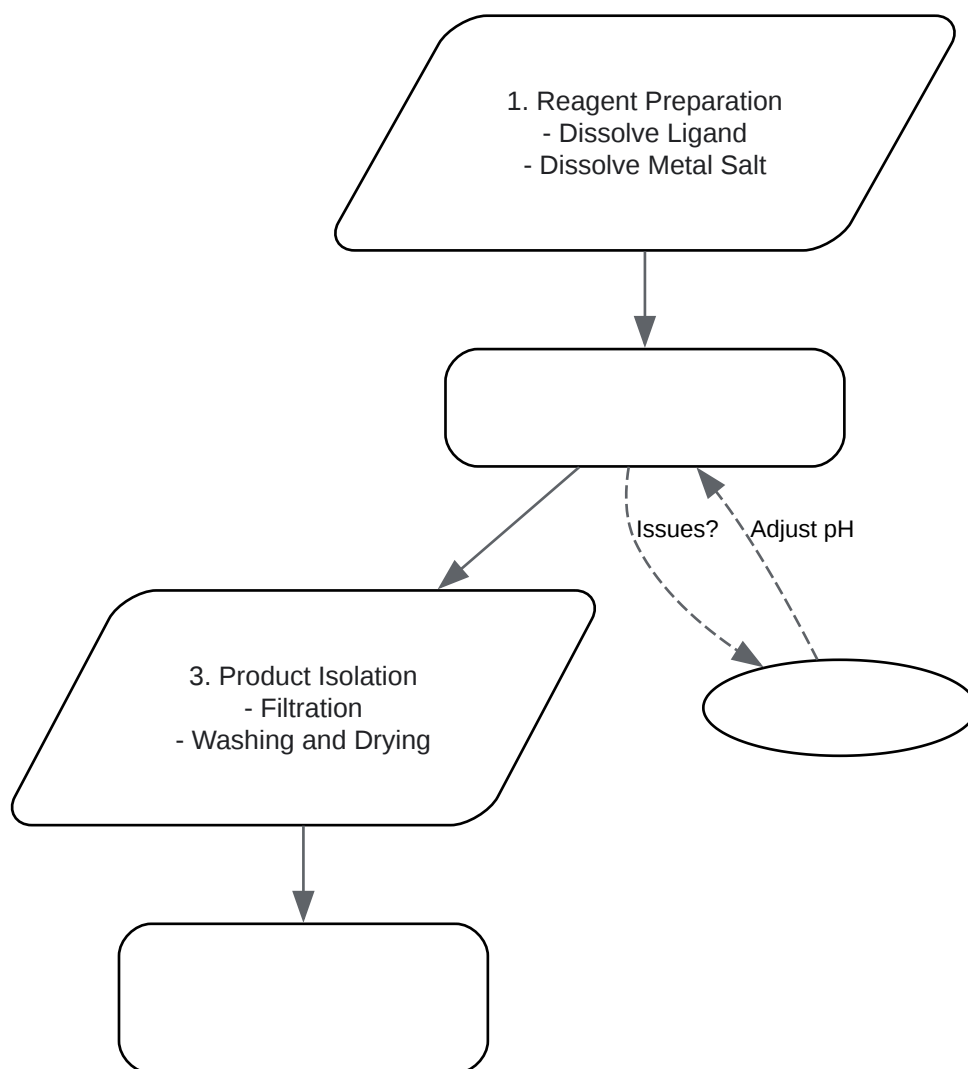 1. Reagent Preparation
- Dissolve Ligand
- Dissolve Metal Salt
Issues?
Adjust pH
3. Product Isolation
- Filtration
- Washing and Drying